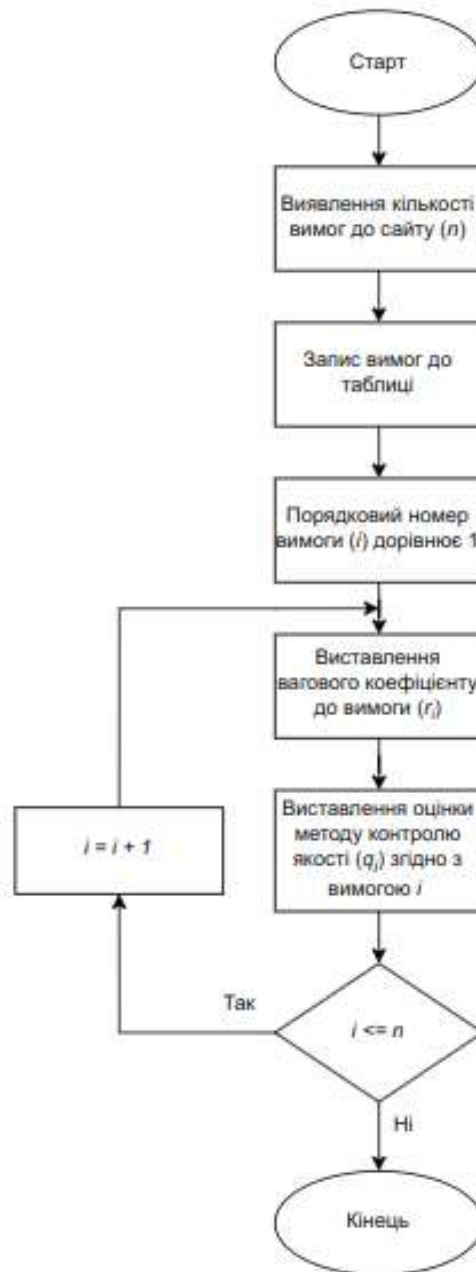 Старт
Виявлення кількості
вимог до сайту (n)
Запис вимог до
таблиці
Порядковий номер
вимоги (i) дорівнює 1
Виставлення
вагового коефіцієнту
до вимоги (rᵢ)
i = i + 1
Виставлення оцінки
методу контролю
якості (qᵢ) згідно з
вимогою i
Так
i <= n
Ні
Кінець